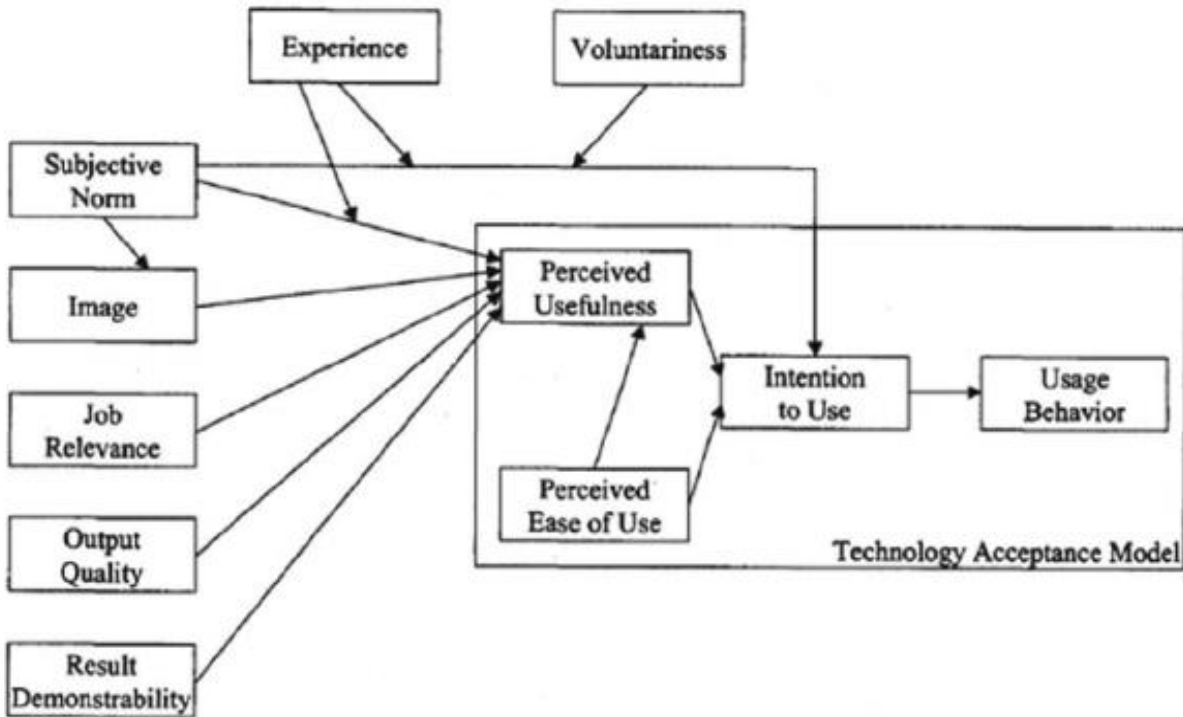 Experience
Voluntariness
Subjective
Norm
Image
Job
Relevance
Output
Quality
Result
Demonstrability
Perceived
Usefulness
Perceived
Ease of Use
Intention
to Use
Usage
Behavior
Technology Acceptance Model